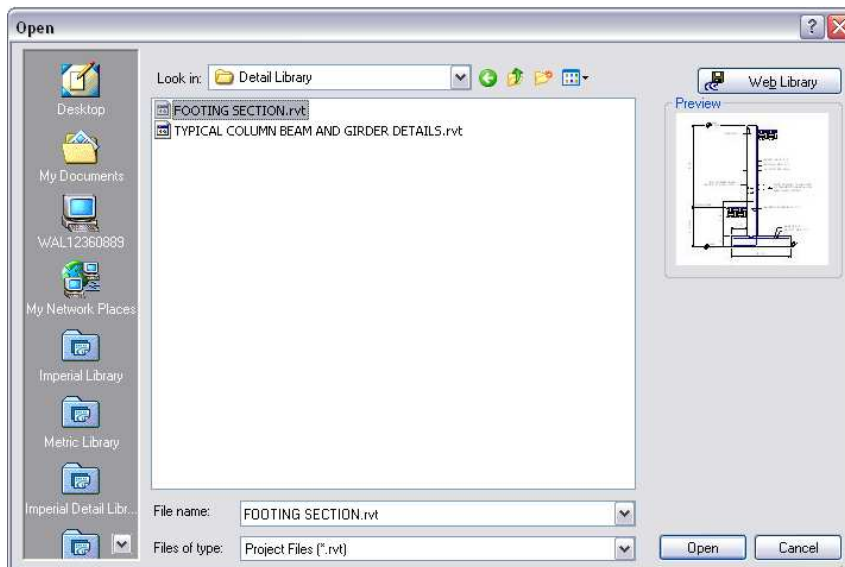 Open
Look in: Detail Library
Web Library
Desktop
My Documents
WAL12360889
My Network Places
Imperial Library
Metric Library
Imperial Detail Libr...
FOOTING SECTION.rvt
TYPICAL COLUMN BEAM AND GIRDER DETAILS.rvt
Preview
File name: FOOTING SECTION.rvt
Files of type: Project Files (*.rvt)
Open Cancel